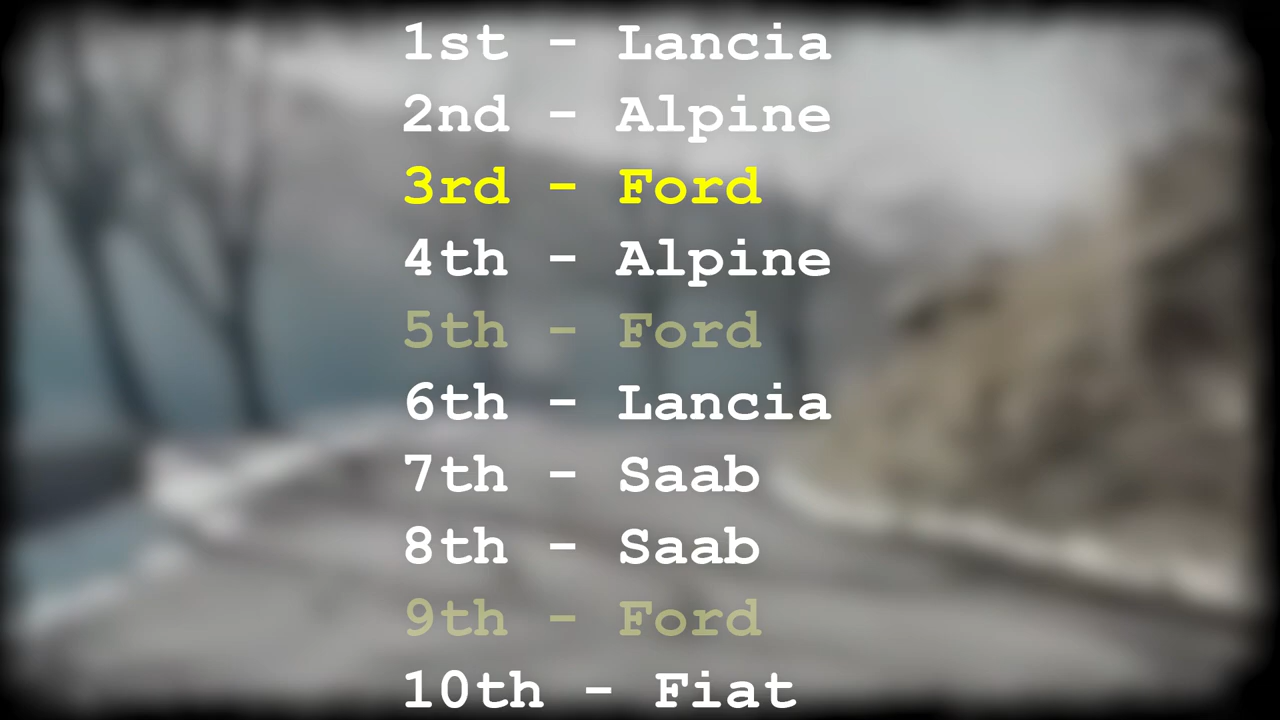 1st - Lancia
2nd - Alpine
3rd - Ford
4th - Alpine
5th - Ford
6th - Lancia
7th - Saab
8th - Saab
9th - Ford
10th - Fiat